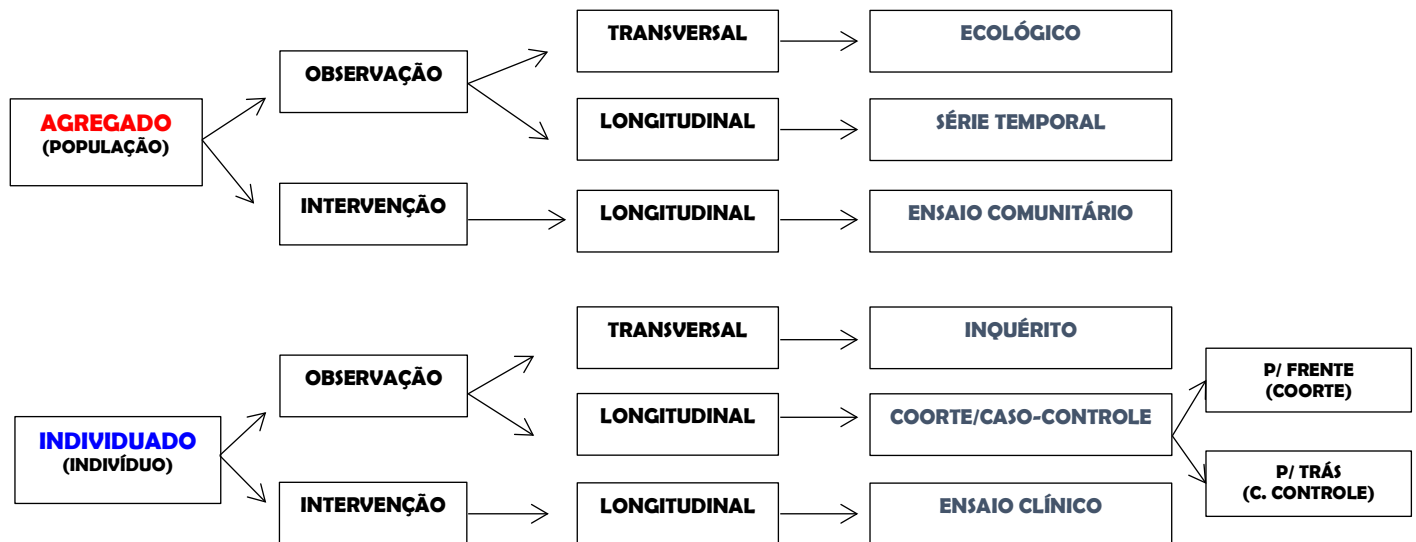 TRANSVERSAL
ECOLÓGICO
OBSERVAÇÃO
AGREGADO
(POPULAÇÃO)
LONGITUDINAL
SÉRIE TEMPORAL
INTERVENÇÃO
LONGITUDINAL
ENSAIO COMUNITÁRIO
TRANSVERSAL
INQUÉRITO
OBSERVAÇÃO
P/ FRENTE
(COORTE)
LONGITUDINAL
COORTE/CASO-CONTROLE
INDIVIDUADO
(INDIVÍDUO)
P/ TRÁS
(C. CONTROLE)
INTERVENÇÃO
LONGITUDINAL
ENSAIO CLÍNICO